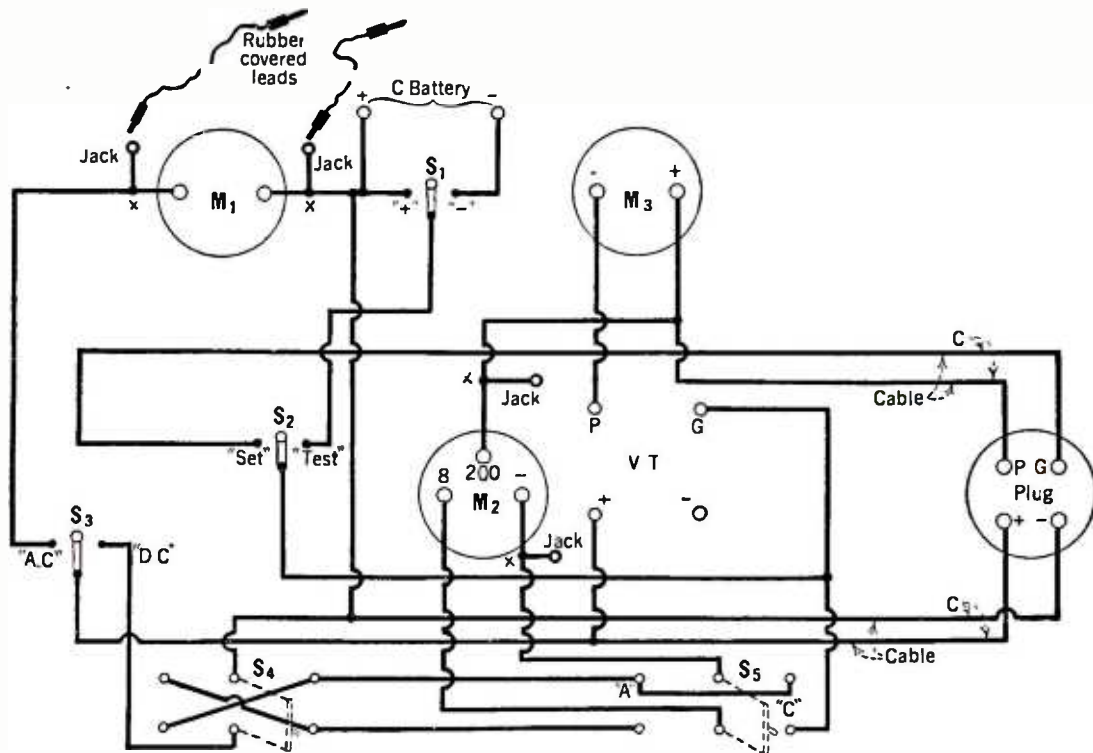 Rubber
covered
leads
+ C Battery -
Jack
Jack
M1
x
x
S1
"+"
"-"
- M3 +
C
x
Jack
Cable
S2
"Set"
"Test"
P
G
8
200
-
M2
V T
P G
Plug
+ -
+
-
S3
"A.C"
"D C"
Jack
x
C
Cable
S4
"A"
S5
"C"